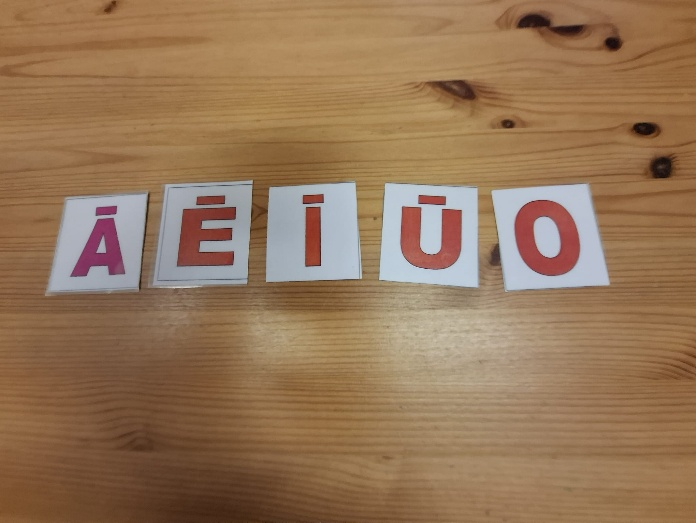 Ā Ē Ī Ū O